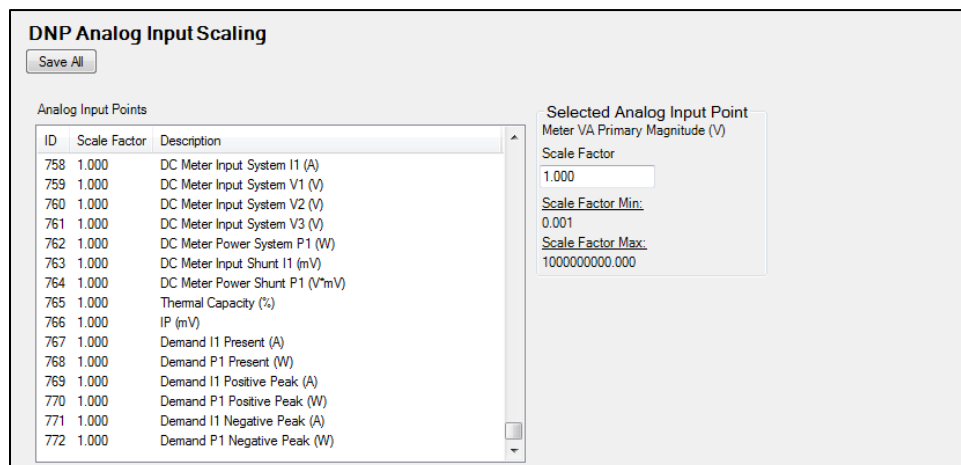 DNP Analog Input Scaling
Save All
Analog Input Points
ID Scale Factor Description
758 1.000 DC Meter Input System I1 (A)
759 1.000 DC Meter Input System V1 (V)
760 1.000 DC Meter Input System V2 (V)
761 1.000 DC Meter Input System V3 (V)
762 1.000 DC Meter Power System P1 (W)
763 1.000 DC Meter Input Shunt I1 (mV)
764 1.000 DC Meter Power Shunt P1 (V*mV)
765 1.000 Thermal Capacity (%)
766 1.000 IP (mV)
767 1.000 Demand I1 Present (A)
768 1.000 Demand P1 Present (W)
769 1.000 Demand I1 Positive Peak (A)
770 1.000 Demand P1 Positive Peak (W)
771 1.000 Demand I1 Negative Peak (A)
772 1.000 Demand P1 Negative Peak (W)
Selected Analog Input Point
Meter VA Primary Magnitude (V)
Scale Factor
1.000
Scale Factor Min:
0.001
Scale Factor Max:
1000000000.000